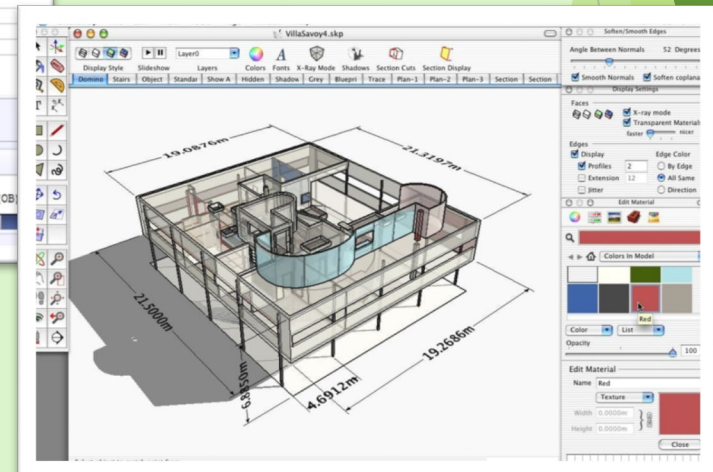 VillaSavoy4.skp
Layer0
Display Style Slideshow Layers Colors Fonts X-Ray Mode Shadows Section Cuts Section Display
Domino Stairs Object Standar Show A Hidden Shadow Grey Bluepri Trace Plan-1 Plan-2 Plan-3 Section Section
19.0876m
21.3197m
21.5000m
6.8850m
4.6912m
19.2686m
Soften/Smooth Edges
Angle Between Normals 52 Degrees
Smooth Normals Soften coplana
Display Settings
Faces
X-ray mode
Transparent Material
faster nicer
Edges
Display Edge Color
Profiles 2 By Edge
Extension 12 All Same
Jitter Direction
Edit Material
Colors In Model
Red
Color List
Opacity
100
Edit Material
Name Red
Texture
Width 0.0000m
Height 0.0000m
Close